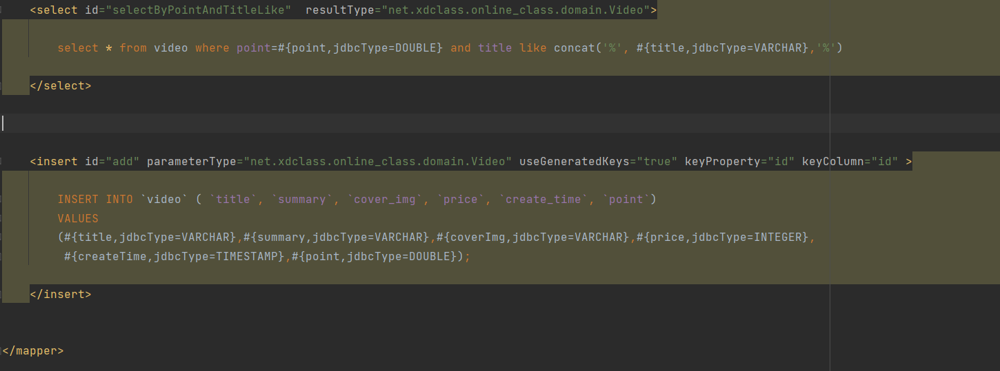 <select id="selectByPointAndTitleLike"  resultType="net.xdclass.online_class.domain.Video">
select * from video where point=#{point,jdbcType=DOUBLE} and title like concat('%', #{title,jdbcType=VARCHAR},'%')
</select>
<insert id="add" parameterType="net.xdclass.online_class.domain.Video" useGeneratedKeys="true" keyProperty="id" keyColumn="id" >
INSERT INTO `video` ( `title`, `summary`, `cover_img`, `price`, `create_time`, `point`)
VALUES
(#{title,jdbcType=VARCHAR},#{summary,jdbcType=VARCHAR},#{coverImg,jdbcType=VARCHAR},#{price,jdbcType=INTEGER},
#{createTime,jdbcType=TIMESTAMP},#{point,jdbcType=DOUBLE});
</insert>
</mapper>